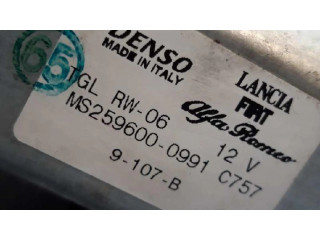 DENSO
MADE IN ITALY
65
LANCIA
FIAT
Alfa Romeo
TGL RW-06
12 V
MS259600-0991 C757
9-107-B